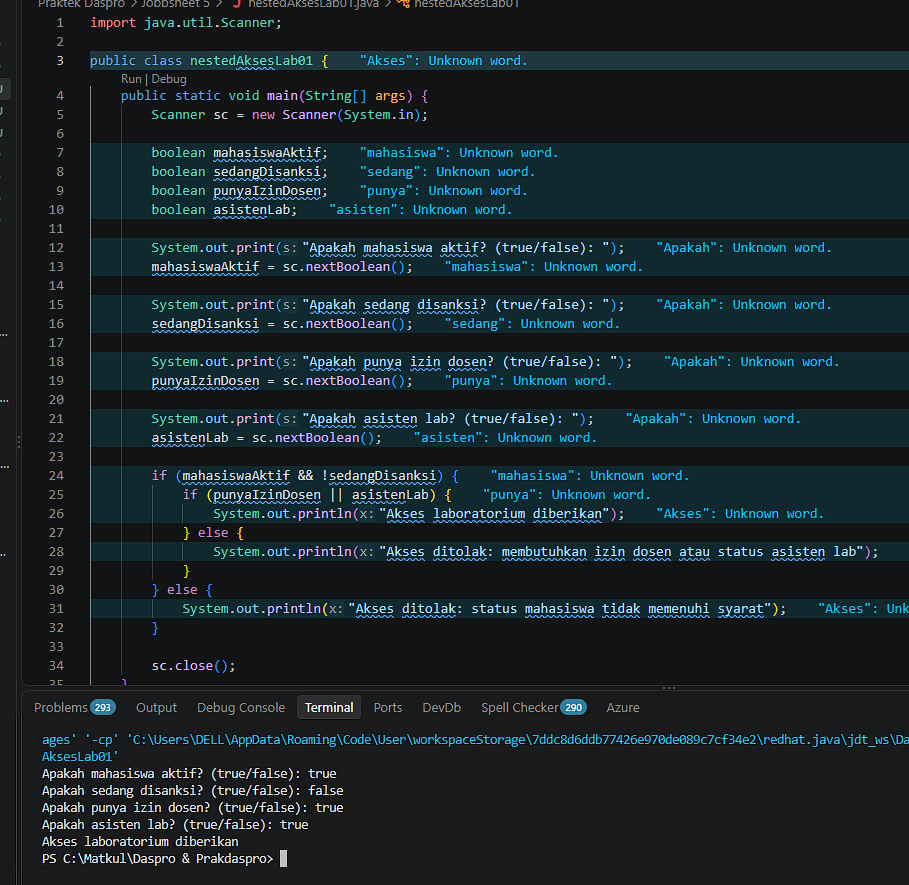 Praktek Daspro > Jobbsheet 5 > J nestedAksesLab01.java > nestedAksesLab01
1 import java.util.Scanner;
2
3 public class nestedAksesLab01 { "Akses": Unknown word.
Run | Debug
4 public static void main(String[] args) {
5 Scanner sc = new Scanner(System.in);
6
7 boolean mahasiswaAktif; "mahasiswa": Unknown word.
8 boolean sedangDisanksi; "sedang": Unknown word.
9 boolean punyaIzinDosen; "punya": Unknown word.
10 boolean asistenLab; "asisten": Unknown word.
11
12 System.out.print(s: "Apakah mahasiswa aktif? (true/false): "); "Apakah": Unknown word.
13 mahasiswaAktif = sc.nextBoolean(); "mahasiswa": Unknown word.
14
15 System.out.print(s: "Apakah sedang disanksi? (true/false): "); "Apakah": Unknown word.
16 sedangDisanksi = sc.nextBoolean(); "sedang": Unknown word.
17
18 System.out.print(s: "Apakah punya izin dosen? (true/false): "); "Apakah": Unknown word.
19 punyaIzinDosen = sc.nextBoolean(); "punya": Unknown word.
20
21 System.out.print(s: "Apakah asisten lab? (true/false): "); "Apakah": Unknown word.
22 asistenLab = sc.nextBoolean(); "asisten": Unknown word.
23
24 if (mahasiswaAktif && !sedangDisanksi) { "mahasiswa": Unknown word.
25 if (punyaIzinDosen || asistenLab) { "punya": Unknown word.
26 System.out.println(x: "Akses laboratorium diberikan"); "Akses": Unknown word.
27 } else {
28 System.out.println(x: "Akses ditolak: membutuhkan izin dosen atau status asisten lab");
29 }
30 } else {
31 System.out.println(x: "Akses ditolak: status mahasiswa tidak memenuhi syarat"); "Akses": Unk
32 }
33
34 sc.close();
35 }
Problems 293 Output Debug Console Terminal Ports DevDb Spell Checker 290 Azure
ages' '-cp' 'C:\Users\DELL\AppData\Roaming\Code\User\workspaceStorage\7ddc8d6ddb77426e970de089c7cf34e2\redhat.java\jdt_ws\Da
AksesLab01'
Apakah mahasiswa aktif? (true/false): true
Apakah sedang disanksi? (true/false): false
Apakah punya izin dosen? (true/false): true
Apakah asisten lab? (true/false): true
Akses laboratorium diberikan
PS C:\Matkul\Daspro & Prakdaspro>